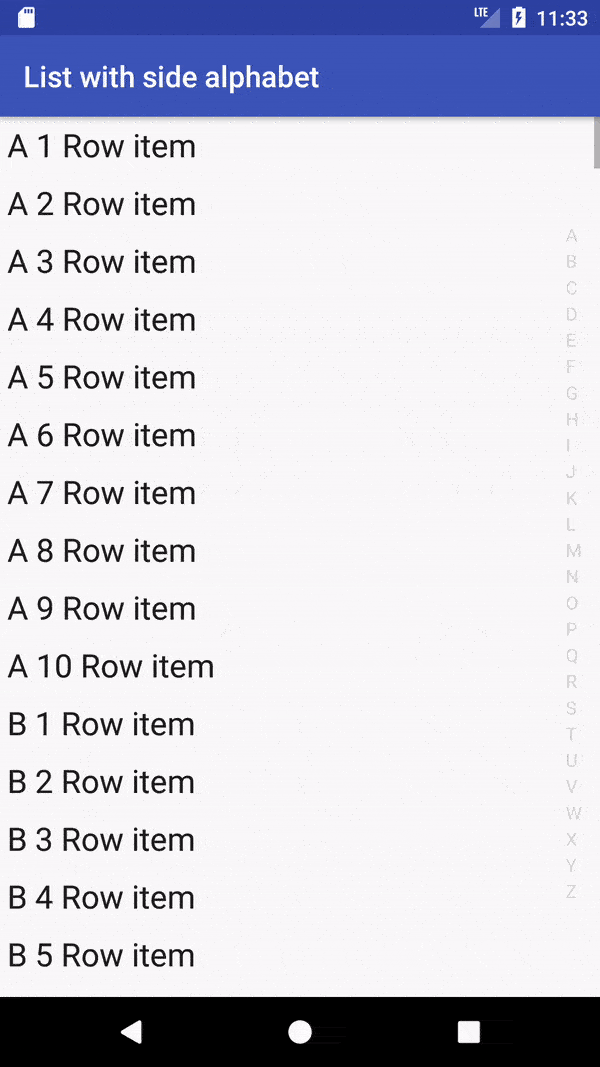 LTE 11:33
List with side alphabet
A 1 Row item
A 2 Row item
A 3 Row item
A 4 Row item
A 5 Row item
A 6 Row item
A 7 Row item
A 8 Row item
A 9 Row item
A 10 Row item
B 1 Row item
B 2 Row item
B 3 Row item
B 4 Row item
B 5 Row item
A
B
C
D
E
F
G
H
I
J
K
L
M
N
O
P
Q
R
S
T
U
V
W
X
Y
Z